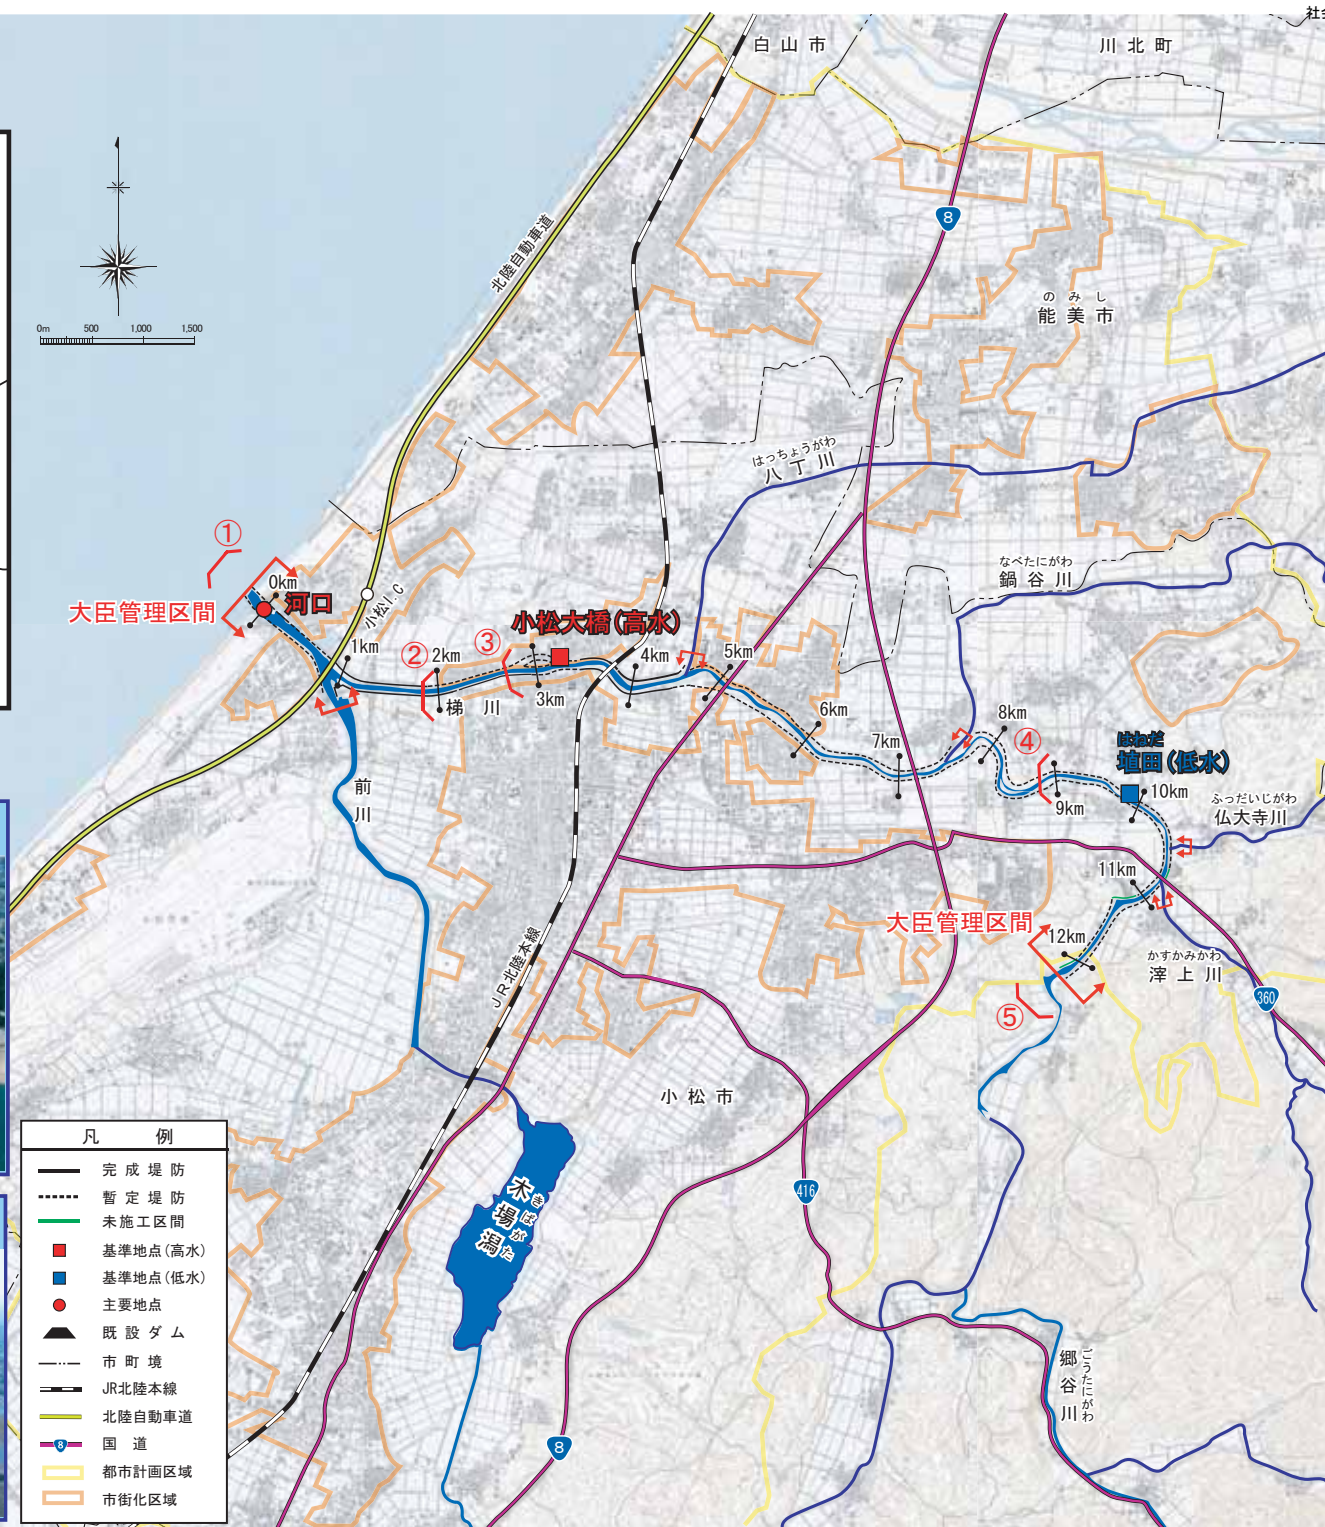 社会
白山市
川北町
北陸自動車道
0m 500 1,000 1,500
8
のみし
能美市
はっちょうがわ
八丁川
なべたにがわ
鍋谷川
①
大臣管理区間
0km
河口
小松I.C
1km
②
2km
③
小松大橋(高水)
3km
梯川
4km
5km
6km
7km
8km
④
9km
はねだ
埴田(低水)
10km
ふっだいじがわ
仏大寺川
前川
11km
大臣管理区間
12km
かすかみかわ
滓上川
⑤
360
JR北陸本線
小松市
416
木場潟
きばがた
郷谷川
ごうたにがわ
8
凡例
完成堤防
暫定堤防
未施工区間
基準地点(高水)
基準地点(低水)
主要地点
既設ダム
市町境
JR北陸本線
北陸自動車道
8 国道
都市計画区域
市街化区域